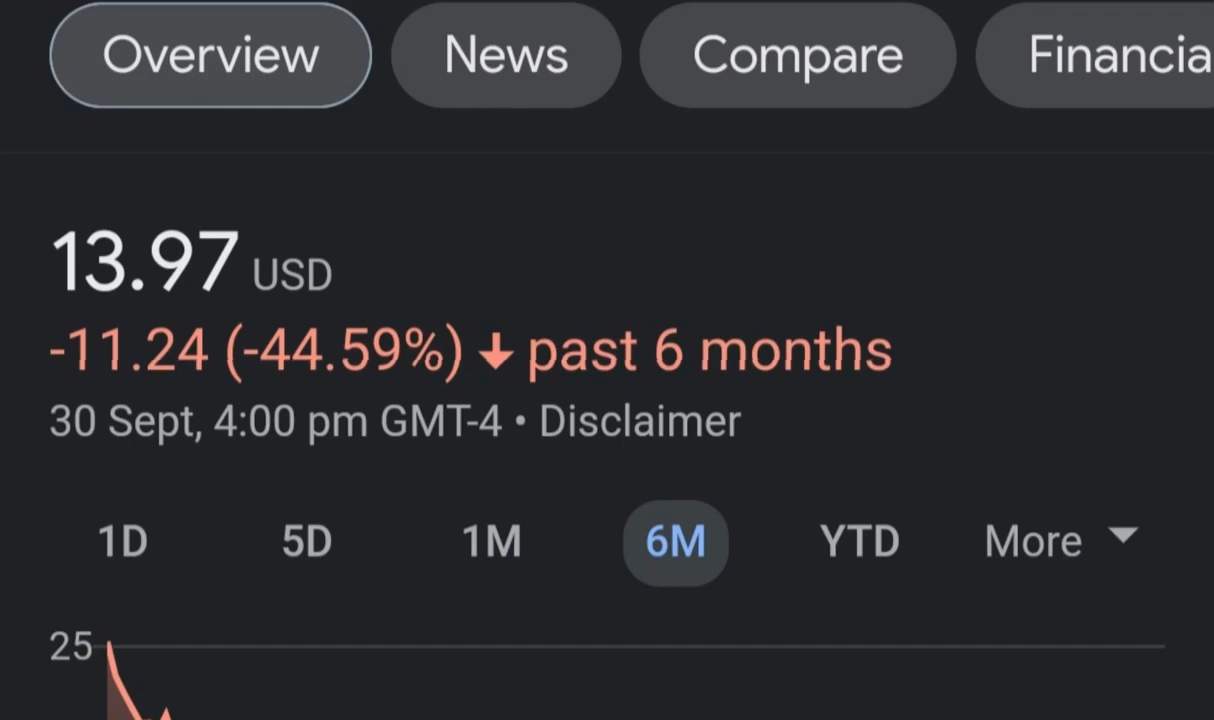 Overview News Compare Financia
13.97 USD
-11.24 (-44.59%) ↓ past 6 months
30 Sept, 4:00 pm GMT-4 • Disclaimer
1D 5D 1M 6M YTD More
25